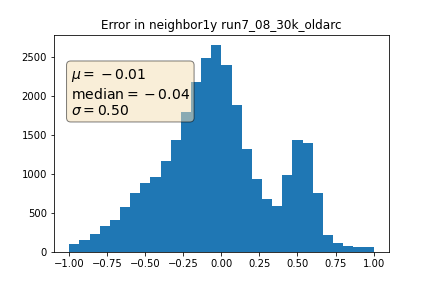 Error in neighbor1y run7_08_30k_oldarc
2500
2000
1500
1000
500
0
μ = −0.01
median = −0.04
σ = 0.50
−1.00 −0.75 −0.50 −0.25 0.00 0.25 0.50 0.75 1.00